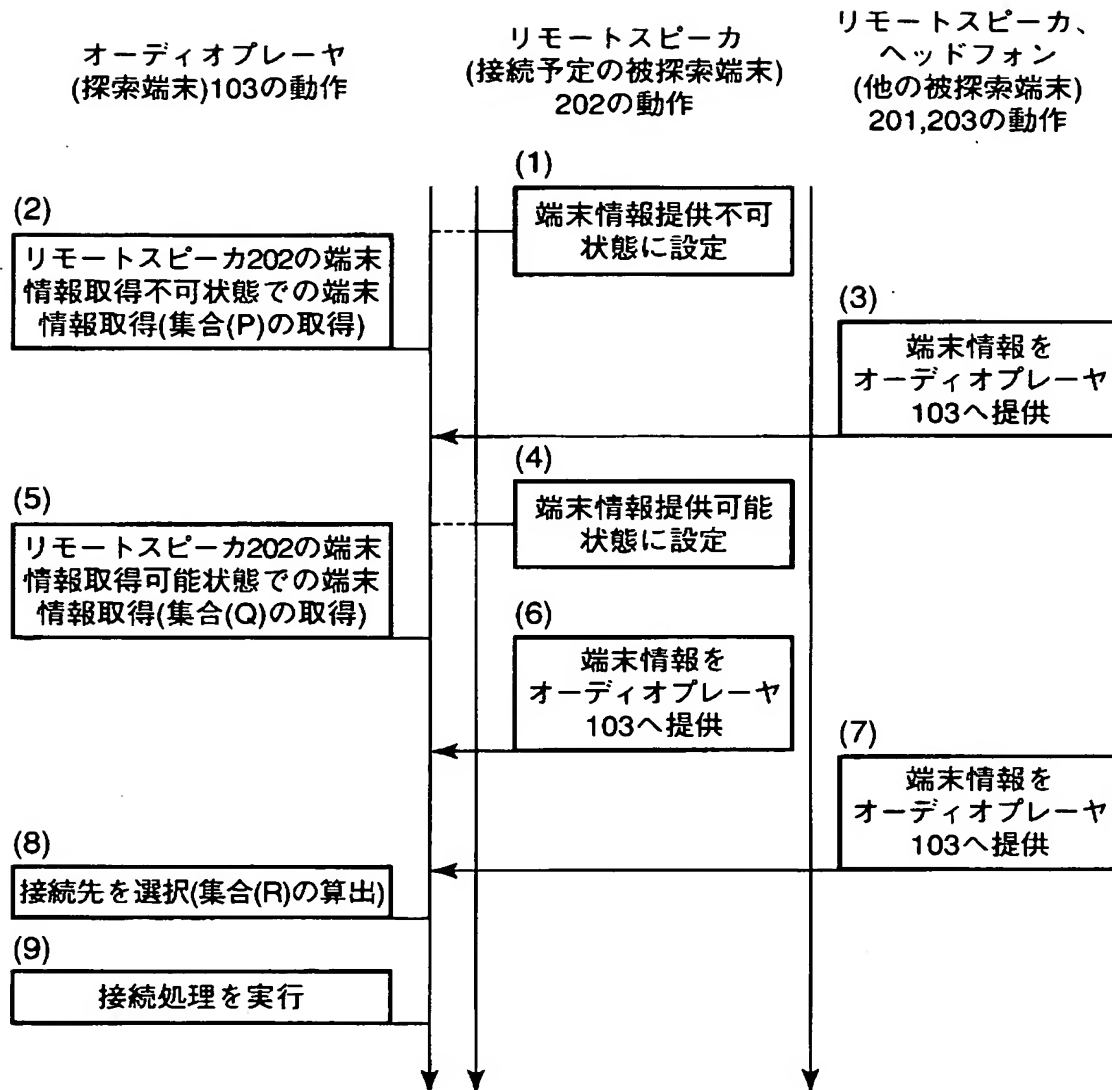 オーディオプレーヤ
(探索端末)103の動作
リモートスピーカ
(接続予定の被探索端末)
202の動作
リモートスピーカ、
ヘッドフォン
(他の被探索端末)
201,203の動作
(1)
端末情報提供不可
状態に設定
(2)
リモートスピーカ202の端末
情報取得不可状態での端末
情報取得(集合(P)の取得)
(3)
端末情報を
オーディオプレーヤ
103へ提供
(4)
端末情報提供可能
状態に設定
(5)
リモートスピーカ202の端末
情報取得可能状態での端末
情報取得(集合(Q)の取得)
(6)
端末情報を
オーディオプレーヤ
103へ提供
(7)
端末情報を
オーディオプレーヤ
103へ提供
(8)
接続先を選択(集合(R)の算出)
(9)
接続処理を実行